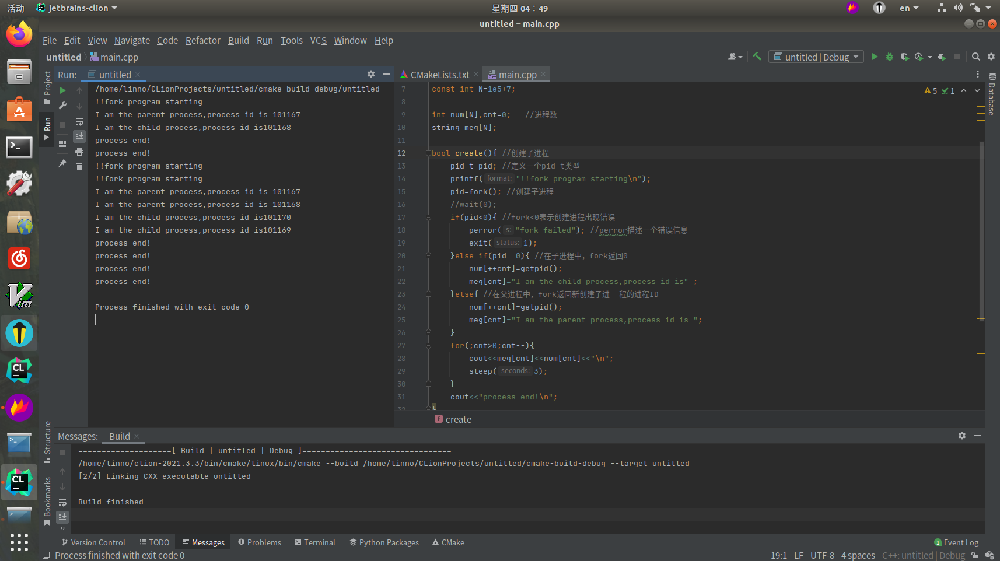 活动 jetbrains-clion 星期四 04：49 en
untitled – main.cpp
File Edit View Navigate Code Refactor Build Run Tools VCS Window Help
untitled main.cpp untitled | Debug
Project
Run
Structure
Bookmarks
Run: untitled
/home/linno/CLionProjects/untitled/cmake-build-debug/untitled
!!fork program starting
I am the parent process,process id is 101167
I am the child process,process id is101168
process end!
process end!
!!fork program starting
!!fork program starting
I am the parent process,process id is 101167
I am the parent process,process id is 101168
I am the child process,process id is101170
I am the child process,process id is101169
process end!
process end!
process end!
process end!
Process finished with exit code 0
CMakeLists.txt main.cpp
5 1
Database
7 const int N=1e5+7;
8
9 int num[N],cnt=0; //进程数
10 string meg[N];
11
12 bool create(){ //创建子进程
13 pid_t pid; //定义一个pid_t类型
14 printf( format: "!!fork program starting\n");
15 pid=fork(); //创建子进程
16 //wait(0);
17 if(pid<0){ //fork<0表示创建进程出现错误
18 perror( s: "fork failed"); //perror描述一个错误信息
19 exit( status: 1);
20 }else if(pid==0){ //在子进程中，fork返回0
21 num[++cnt]=getpid();
22 meg[cnt]="I am the child process,process id is" ;
23 }else{ //在父进程中，fork返回新创建子进 程的进程ID
24 num[++cnt]=getpid();
25 meg[cnt]="I am the parent process,process id is ";
26 }
27 for(;cnt>0;cnt--){
28 cout<<meg[cnt]<<num[cnt]<<"\n";
29 sleep( seconds: 3);
30 }
31 cout<<"process end!\n";
32 }
f create
Messages: Build
====================[ Build | untitled | Debug ]================================
/home/linno/clion-2021.3.3/bin/cmake/linux/bin/cmake --build /home/linno/CLionProjects/untitled/cmake-build-debug --target untitled
[2/2] Linking CXX executable untitled
Build finished
Version Control TODO Messages Problems Terminal Python Packages CMake 1 Event Log
Process finished with exit code 0 19:1 LF UTF-8 4 spaces C++: untitled | Debug